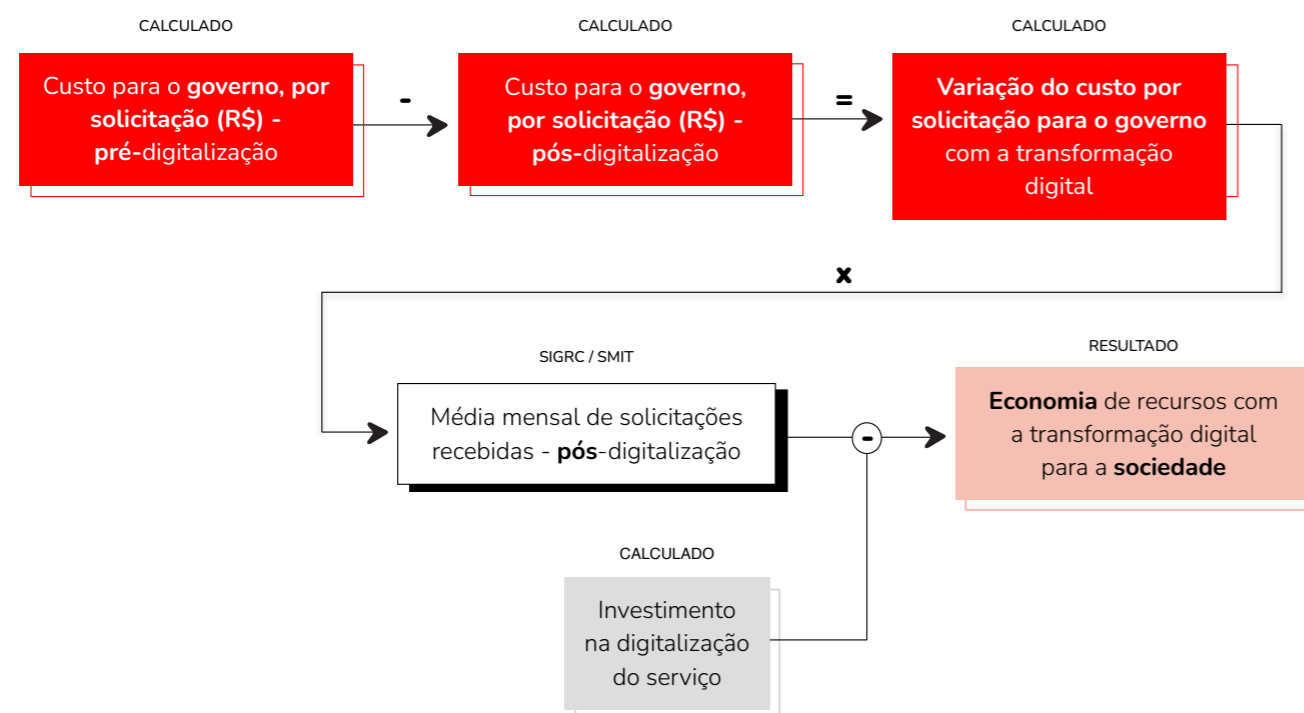 CALCULADO
Custo para o governo, por
solicitação (R$) -
pré-digitalização
-
CALCULADO
Custo para o governo,
por solicitação (R$) -
pós-digitalização
=
CALCULADO
Variação do custo por
solicitação para o governo
com a transformação
digital
x
SIGRC / SMIT
Média mensal de solicitações
recebidas - pós-digitalização
-
RESULTADO
Economia de recursos com
a transformação digital
para a sociedade
CALCULADO
Investimento
na digitalização
do serviço